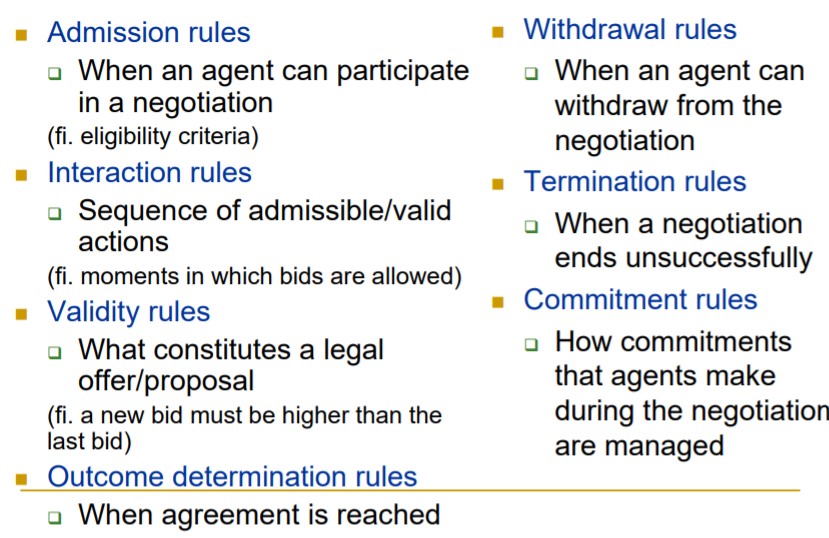 Admission rules
When an agent can participate
in a negotiation
(fi. eligibility criteria)
Interaction rules
Sequence of admissible/valid
actions
(fi. moments in which bids are allowed)
Validity rules
What constitutes a legal
offer/proposal
(fi. a new bid must be higher than the
last bid)
Outcome determination rules
When agreement is reached
Withdrawal rules
When an agent can
withdraw from the
negotiation
Termination rules
When a negotiation
ends unsuccessfully
Commitment rules
How commitments
that agents make
during the negotiation
are managed